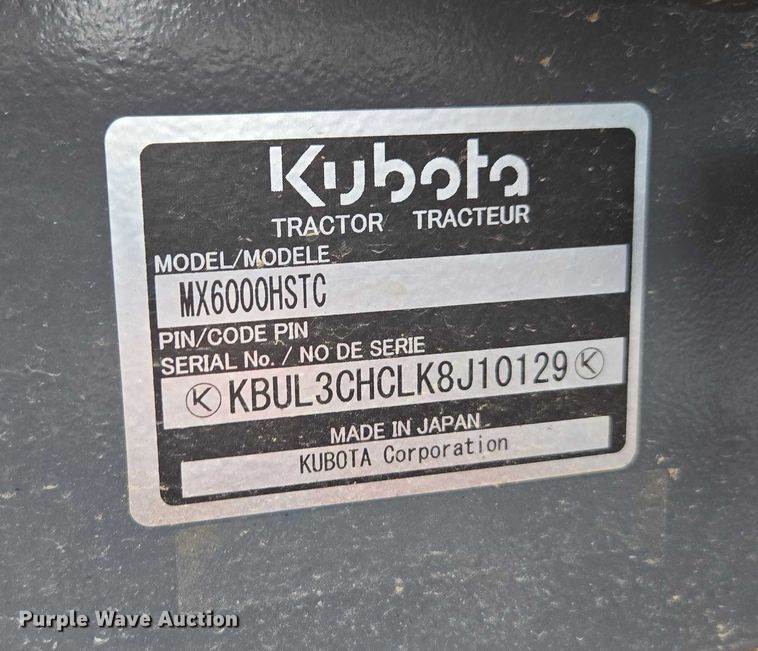 Kubota
TRACTOR TRACTEUR
MODEL/MODELE
MX6000HSTC
PIN/CODE PIN
SERIAL No. / NO DE SERIE
K KBUL3CHCLK8J10129 K
MADE IN JAPAN
KUBOTA Corporation
Purple Wave Auction